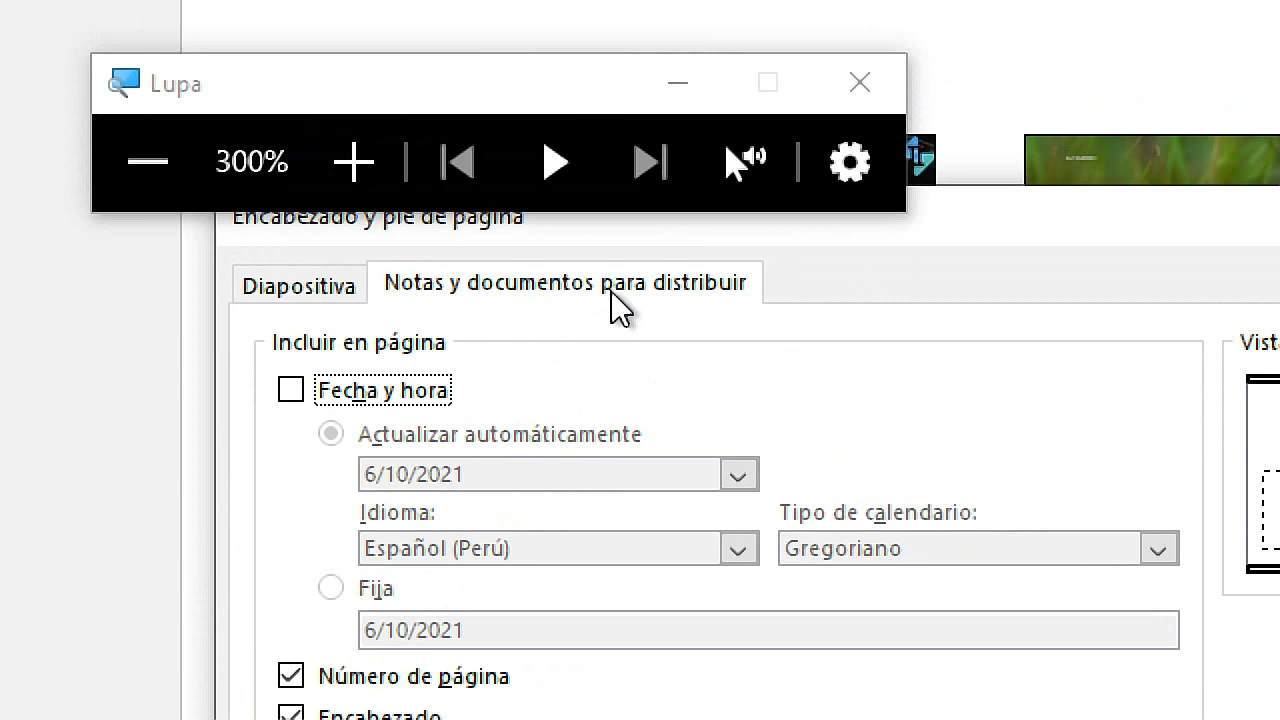 Lupa
300%
Encabezado y pie de página
Diapositiva
Notas y documentos para distribuir
Incluir en página
Vist
Fecha y hora
Actualizar automáticamente
6/10/2021
Idioma:
Tipo de calendario:
Español (Perú)
Gregoriano
Fija
6/10/2021
Número de página
Encabezado